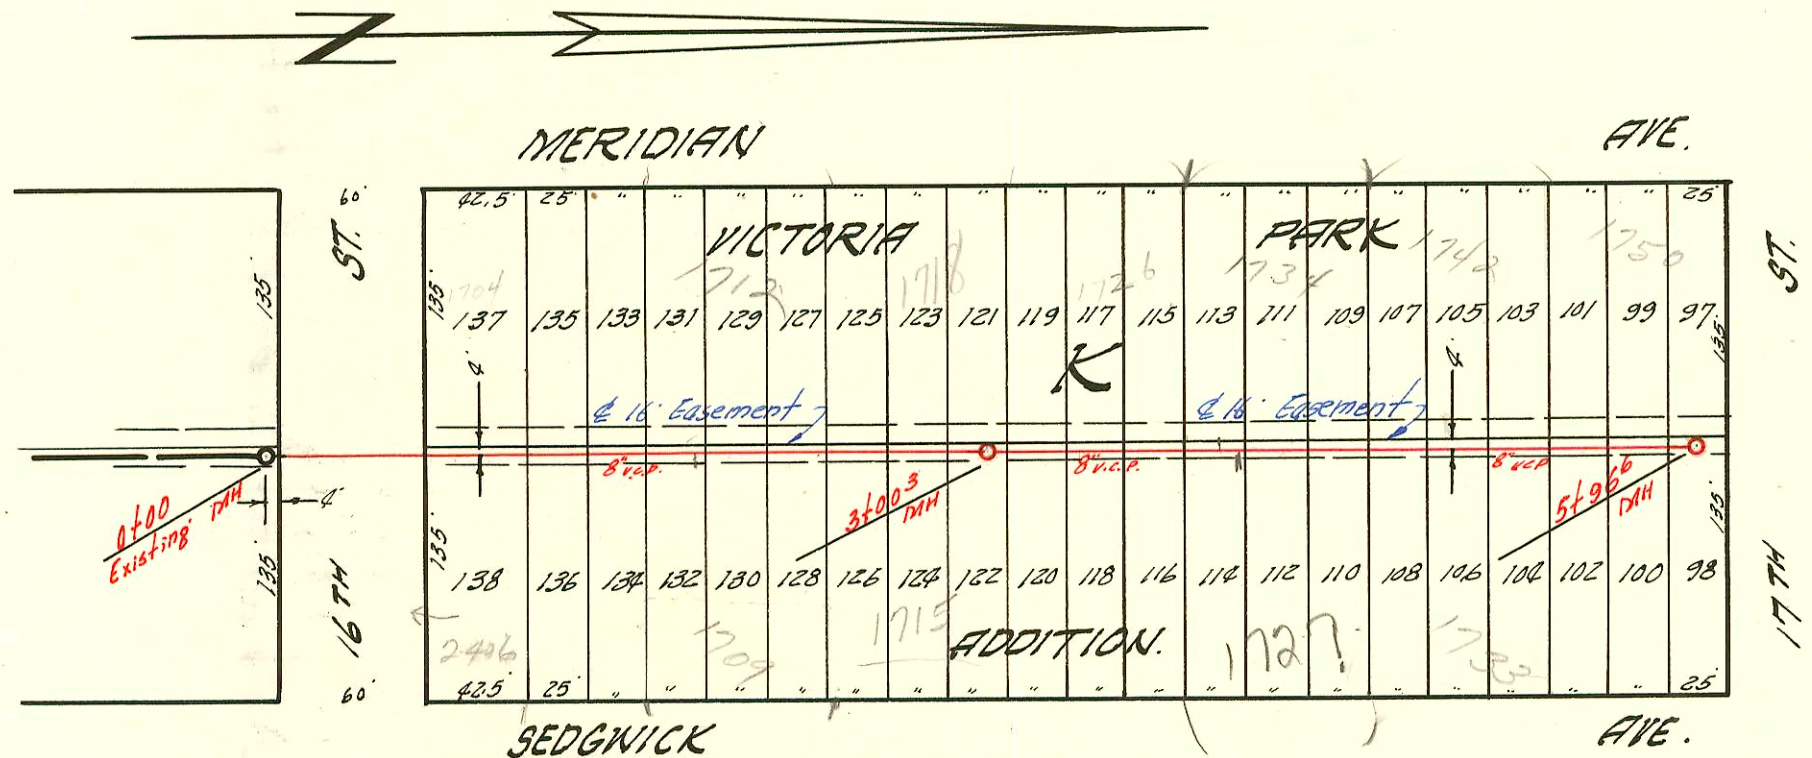 N
MERIDIAN AVE.
60' 42.5' 25' " " " " " " " " " " " " " " " " " " 25'
ST. VICTORIA PARK ST.
1704 1712 1718 1726 1734 1742 1750
135' 135'
137 135 133 131 129 127 125 123 121 119 117 115 113 111 109 107 105 103 101 99 97
135'
K
4' 4'
℄ 16' Easement ℄ 16' Easement
8" V.C.P. 8" V.C.P. 8" VCP
0+00 MH 4'
Existing
3+00³ MH
5+96⁶ MH
135' 135' 135'
138 136 134 132 130 128 126 124 122 120 118 116 114 112 110 108 106 104 102 100 98
16TH 17TH
2406 1709 1715 ADDITION. 1727 1733
60' 42.5' 25' " " " " " " " " " " " " " " " " " " 25
SEDGWICK AVE.